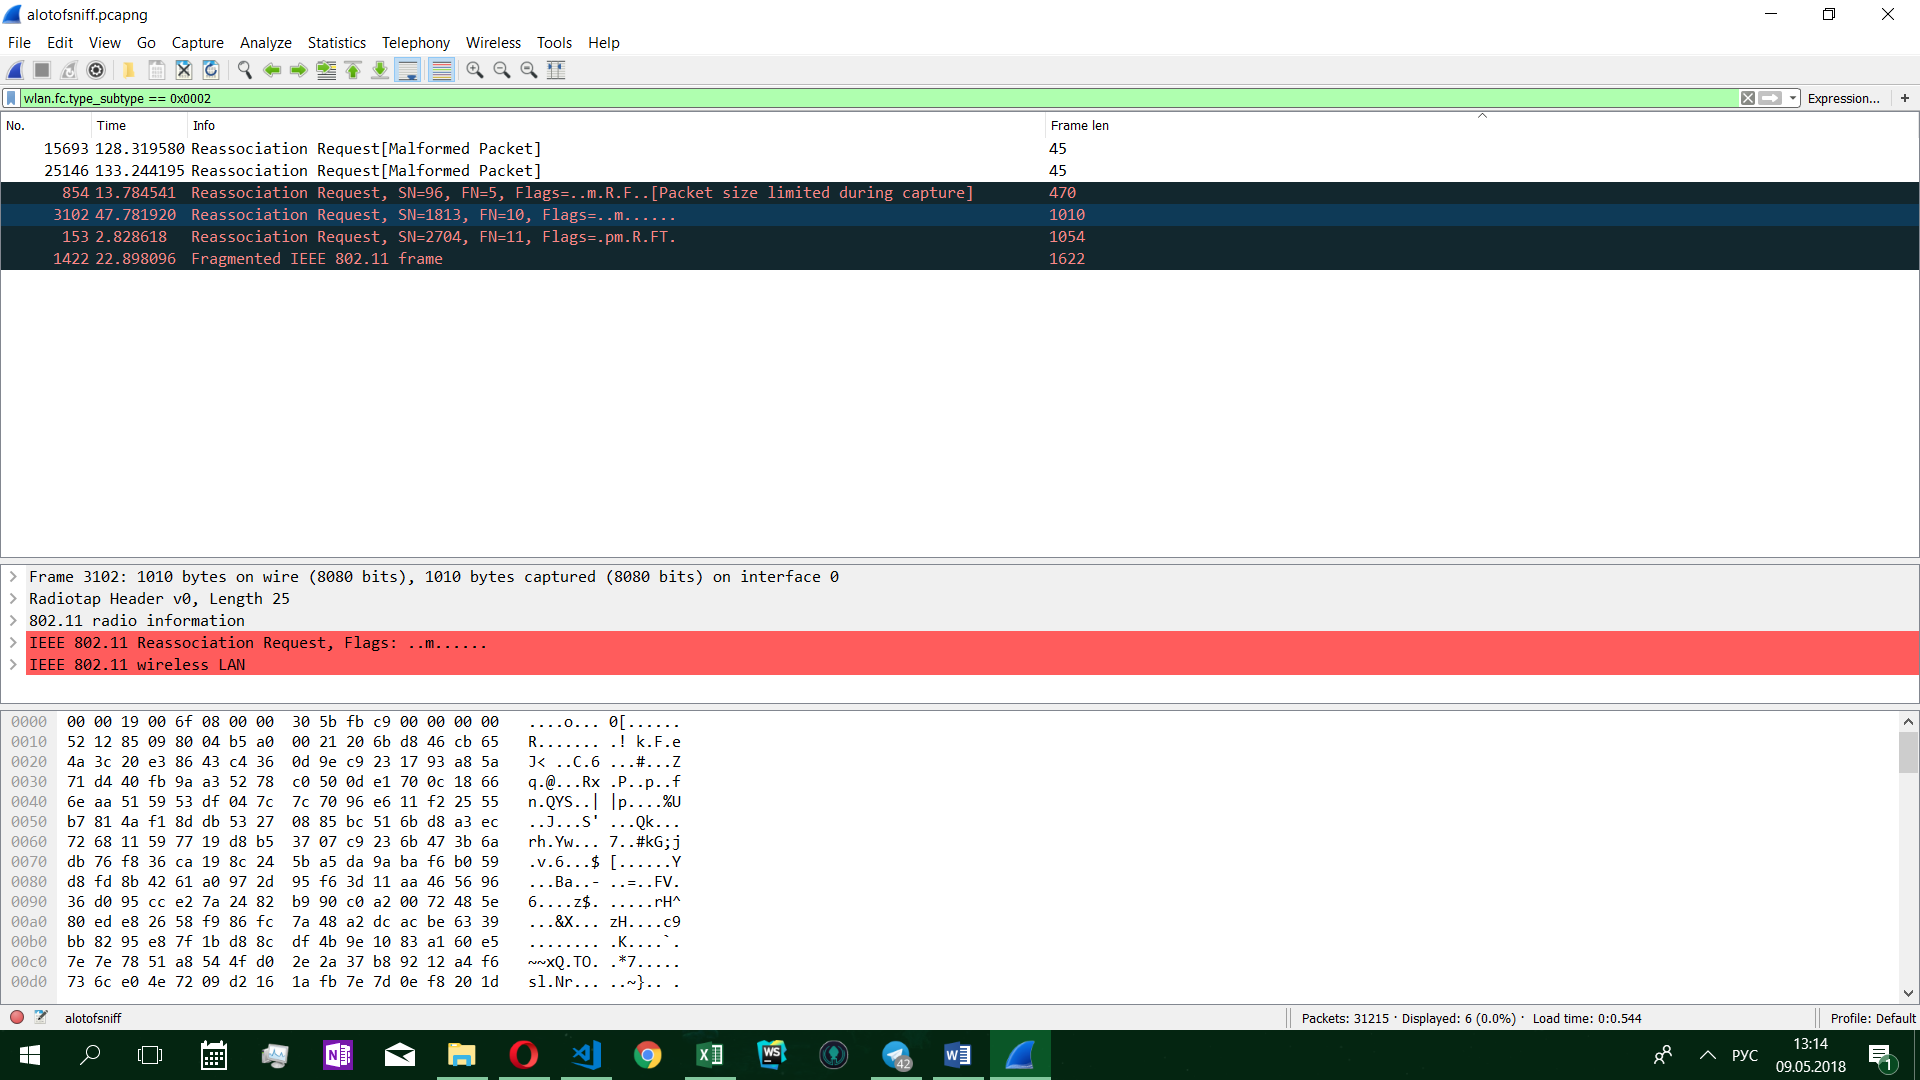 alotofsniff.pcapng
File Edit View Go Capture Analyze Statistics Telephony Wireless Tools Help
wlan.fc.type_subtype == 0x0002 Expression... +
No. Time Info Frame len
15693 128.319580 Reassociation Request[Malformed Packet] 45
25146 133.244195 Reassociation Request[Malformed Packet] 45
854 13.784541 Reassociation Request, SN=96, FN=5, Flags=..m.R.F..[Packet size limited during capture] 470
3102 47.781920 Reassociation Request, SN=1813, FN=10, Flags=..m...... 1010
153 2.828618 Reassociation Request, SN=2704, FN=11, Flags=.pm.R.FT. 1054
1422 22.898096 Fragmented IEEE 802.11 frame 1622
Frame 3102: 1010 bytes on wire (8080 bits), 1010 bytes captured (8080 bits) on interface 0
Radiotap Header v0, Length 25
802.11 radio information
IEEE 802.11 Reassociation Request, Flags: ..m......
IEEE 802.11 wireless LAN
0000 00 00 19 00 6f 08 00 00 30 5b fb c9 00 00 00 00 ....o... 0[......
0010 52 12 85 09 80 04 b5 a0 00 21 20 6b d8 46 cb 65 R....... .! k.F.e
0020 4a 3c 20 e3 86 43 c4 36 0d 9e c9 23 17 93 a8 5a J< ..C.6 ...#...Z
0030 71 d4 40 fb 9a a3 52 78 c0 50 0d e1 70 0c 18 66 q.@...Rx .P..p..f
0040 6e aa 51 59 53 df 04 7c 7c 70 96 e6 11 f2 25 55 n.QYS..| |p....%U
0050 b7 81 4a f1 8d db 53 27 08 85 bc 51 6b d8 a3 ec ..J...S' ...Qk...
0060 72 68 11 59 77 19 d8 b5 37 07 c9 23 6b 47 3b 6a rh.Yw... 7..#kG;j
0070 db 76 f8 36 ca 19 8c 24 5b a5 da 9a ba f6 b0 59 .v.6...$ [......Y
0080 d8 fd 8b 42 61 a0 97 2d 95 f6 3d 11 aa 46 56 96 ...Ba..- ..=..FV.
0090 36 d0 95 cc e2 7a 24 82 b9 90 c0 a2 00 72 48 5e 6....z$. .....rH^
00a0 80 ed e8 26 58 f9 86 fc 7a 48 a2 dc ac be 63 39 ...&X... zH....c9
00b0 bb 82 95 e8 7f 1b d8 8c df 4b 9e 10 83 a1 60 e5 ........ .K....`.
00c0 7e 7e 78 51 a8 54 4f d0 2e 2a 37 b8 92 12 a4 f6 ~~xQ.TO. .*7.....
00d0 73 6c e0 4e 72 09 d2 16 1a fb 7e 7d 0e f8 20 1d sl.Nr... ..~}.. .
alotofsniff Packets: 31215 · Displayed: 6 (0.0%) · Load time: 0:0.544 Profile: Default
N WS 42 РУС 13:14 1
09.05.2018